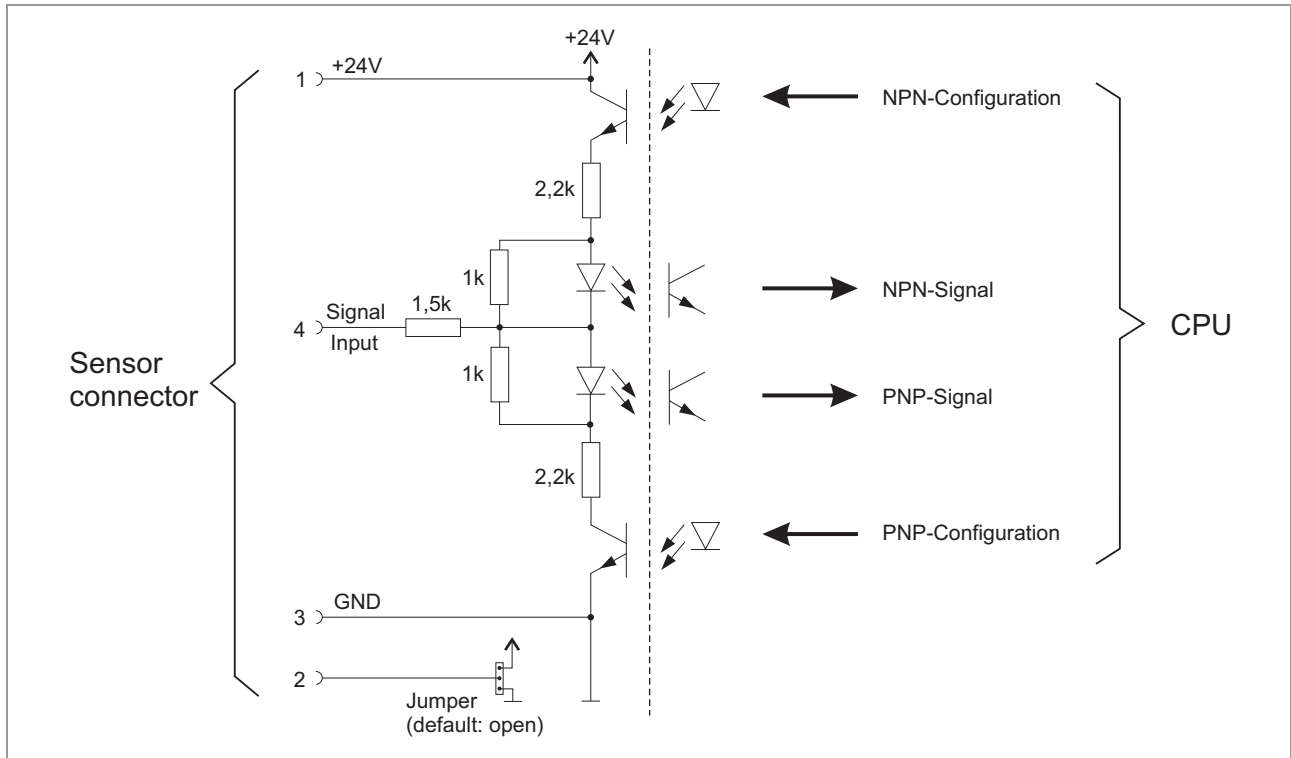 +24V
1 +24V
NPN-Configuration
2,2k
1k
NPN-Signal
1,5k
4 Signal
Input
CPU
Sensor
connector
1k
PNP-Signal
2,2k
PNP-Configuration
3 GND
2
Jumper
(default: open)